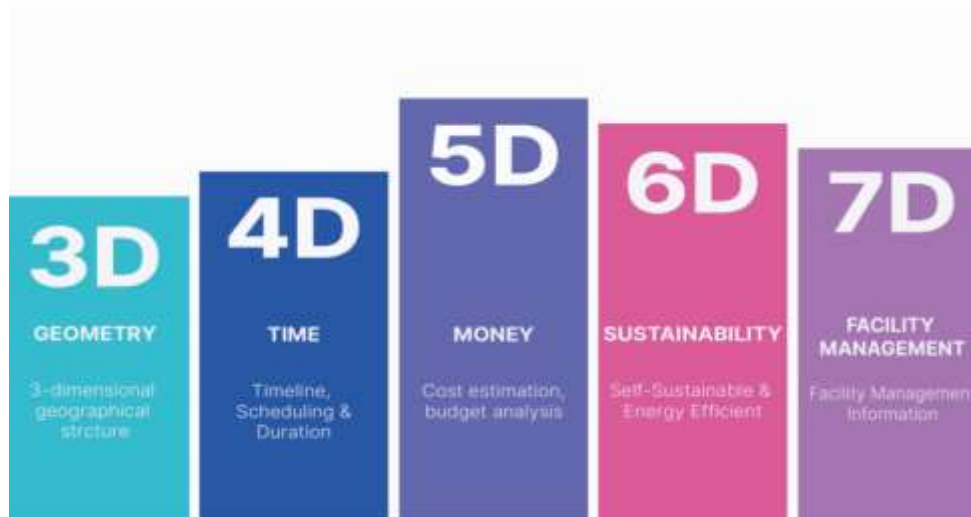 3D
GEOMETRY
3-dimensional
geographical
strcture
4D
TIME
Timeline,
Scheduling &
Duration
5D
MONEY
Cost estimation,
budget analysis
6D
SUSTAINABILITY
Self-Sustainable &
Energy Efficient
7D
FACILITY
MANAGEMENT
Facility Managemen
Information